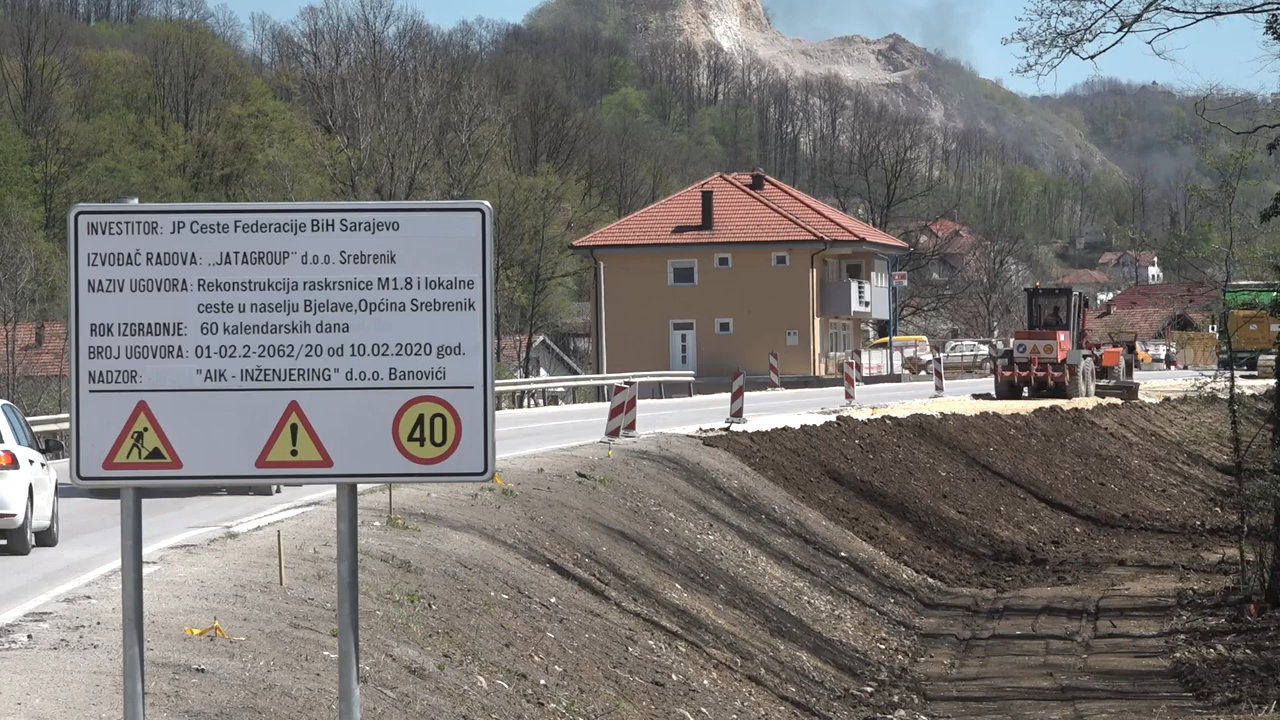 INVESTITOR: JP Ceste Federacije BiH Sarajevo
IZVOĐAČ RADOVA: „JATAGROUP" d.o.o. Srebrenik
NAZIV UGOVORA: Rekonstrukcija raskrsnice M1.8 i lokalne
ceste u naselju Bjelave,Općina Srebrenik
ROK IZGRADNJE: 60 kalendarskih dana
BROJ UGOVORA: 01-02.2-2062/20 od 10.02.2020 god.
NADZOR: "AIK - INŽENJERING" d.o.o. Banovići
! 40